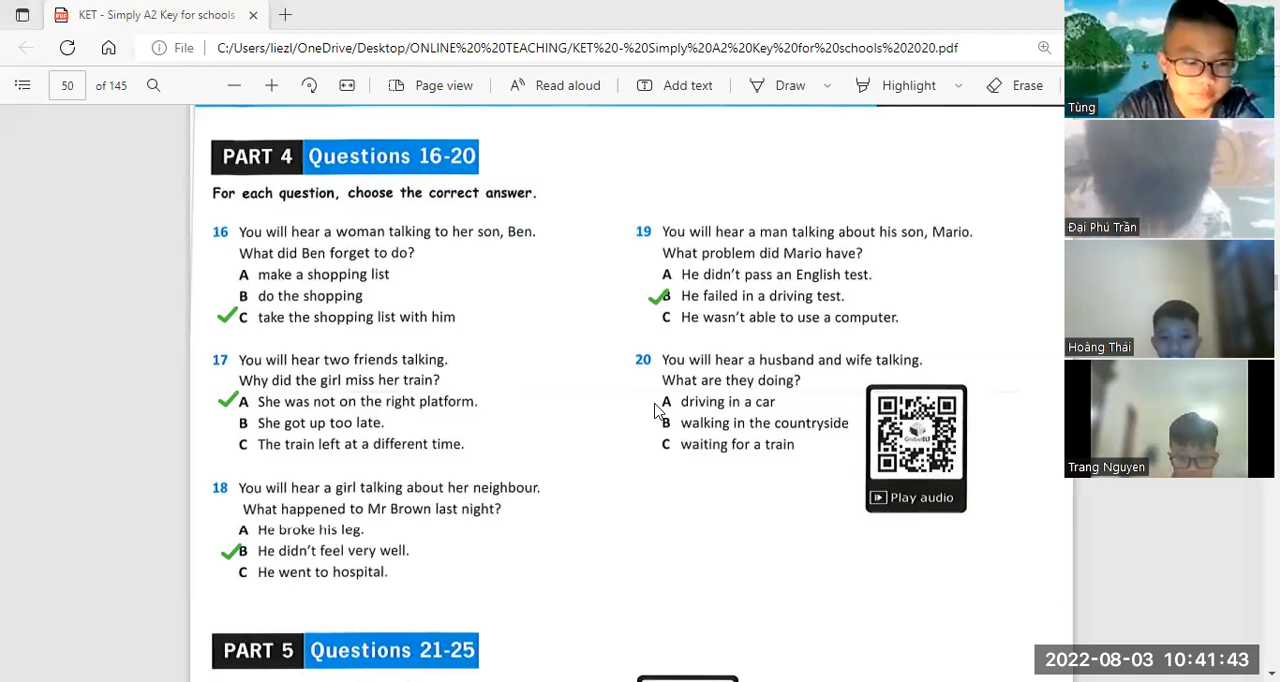 KET - Simply A2 Key for schools
File
C:/Users/liezl/OneDrive/Desktop/ONLINE%20%20TEACHING/KET%20-%20Simply%20A2%20Key%20for%20schools%202020.pdf
50 of 145
Page view
Read aloud
Add text
Draw
Highlight
Erase
PART 4 Questions 16-20
For each question, choose the correct answer.
16 You will hear a woman talking to her son, Ben.
What did Ben forget to do?
A make a shopping list
B do the shopping
C take the shopping list with him
17 You will hear two friends talking.
Why did the girl miss her train?
A She was not on the right platform.
B She got up too late.
C The train left at a different time.
18 You will hear a girl talking about her neighbour.
What happened to Mr Brown last night?
A He broke his leg.
B He didn't feel very well.
C He went to hospital.
19 You will hear a man talking about his son, Mario.
What problem did Mario have?
A He didn't pass an English test.
B He failed in a driving test.
C He wasn't able to use a computer.
20 You will hear a husband and wife talking.
What are they doing?
A driving in a car
B walking in the countryside
C waiting for a train
GlobalELT
Play audio
PART 5 Questions 21-25
Tùng
Đại Phú Trần
Hoàng Thái
Trang Nguyen
2022-08-03 10:41:43